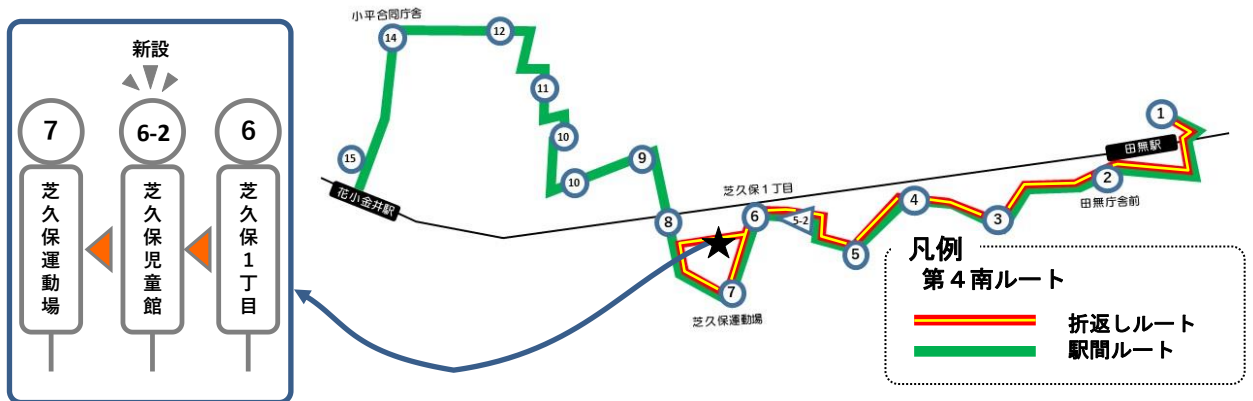 新設
7
6-2
6
芝久保運動場
芝久保児童館
芝久保1丁目
小平合同庁舎
14
12
11
10
10
9
15
花小金井駅
8
芝久保1丁目
6
5-2
7
芝久保運動場
5
4
3
2
田無庁舎前
田無駅
1
凡例
第4南ルート
折返しルート
駅間ルート